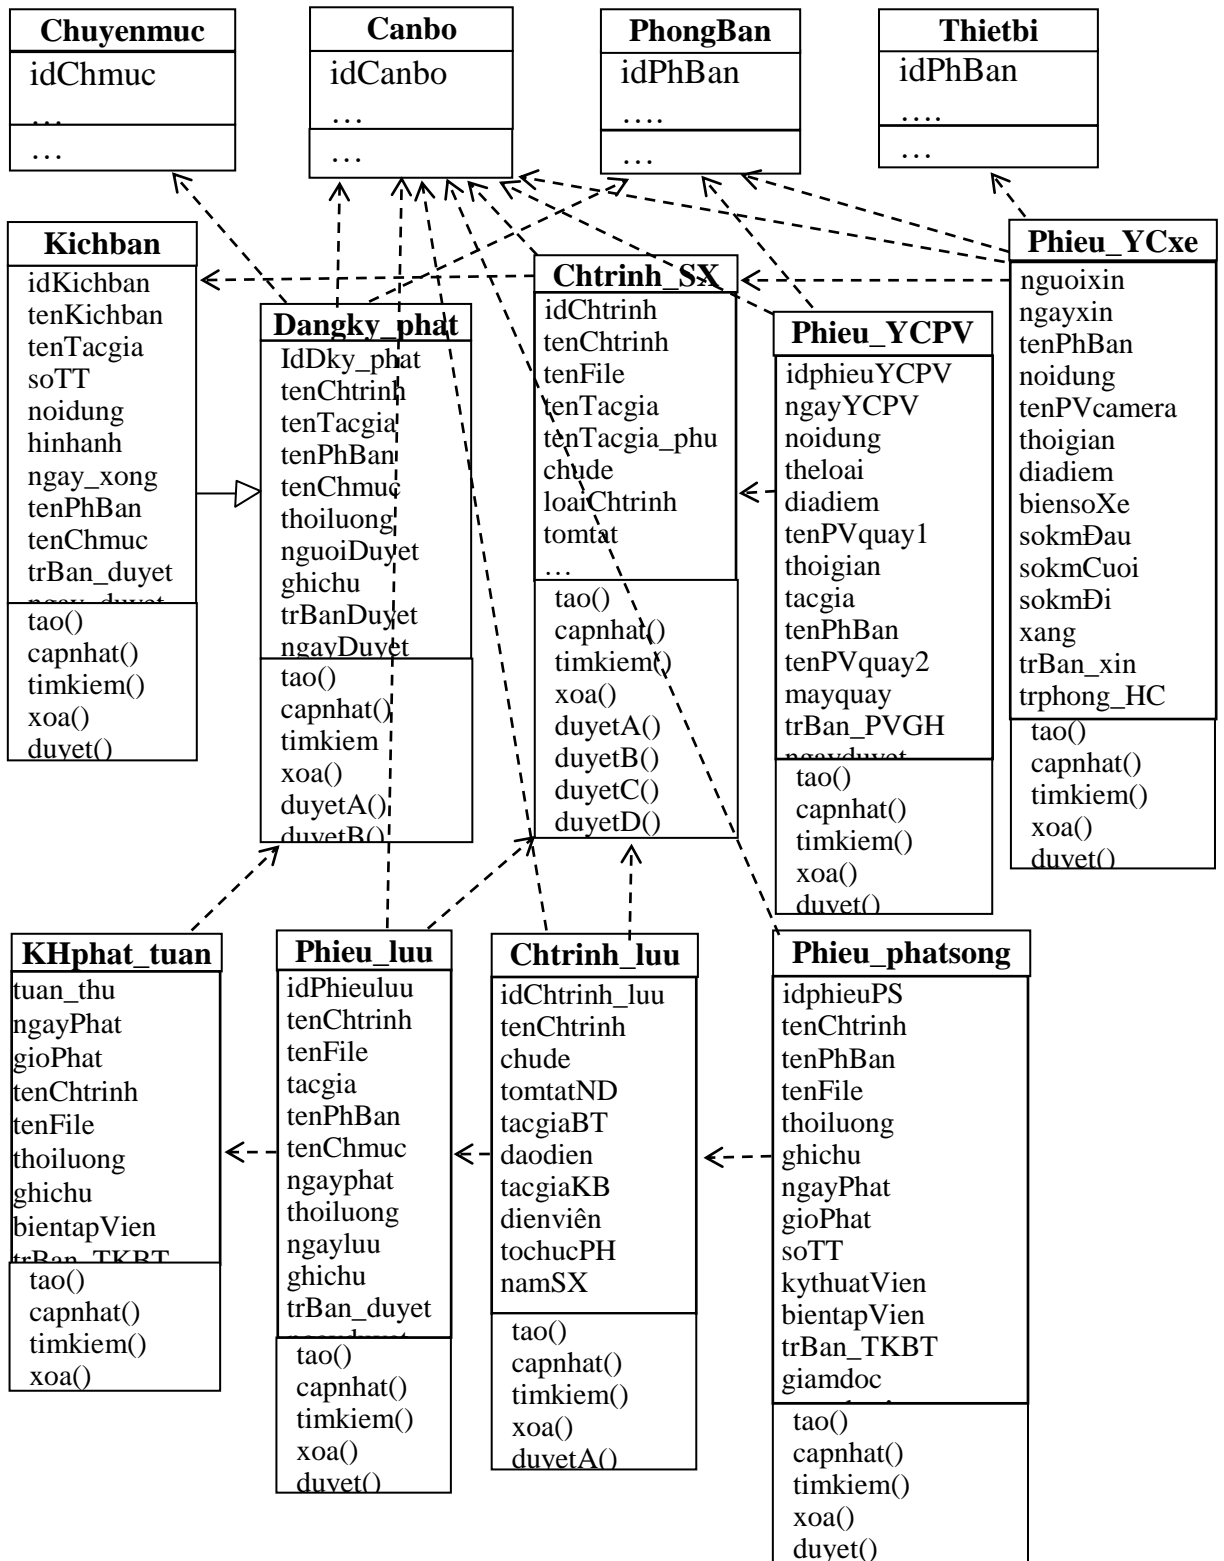 Chuyenmuc
idChmuc
…
…
Canbo
idCanbo
…
…
PhongBan
idPhBan
….
…
Thietbi
idPhBan
….
…
Kichban
idKichban
tenKichban
tenTacgia
soTT
noidung
hinhanh
ngay_xong
tenPhBan
tenChmuc
trBan_duyet
ngay_duyet
tao()
capnhat()
timkiem()
xoa()
duyet()
Dangky_phat
IdDky_phat
tenChtrinh
tenTacgia
tenPhBan
tenChmuc
thoiluong
nguoiDuyet
ghichu
trBanDuyet
ngayDuyet
tao()
capnhat()
timkiem
xoa()
duyetA()
duyetB()
Chtrinh_SX
idChtrinh
tenChtrinh
tenFile
tenTacgia
tenTacgia_phu
chude
loaiChtrinh
tomtat
…
tao()
capnhat()
timkiem()
xoa()
duyetA()
duyetB()
duyetC()
duyetD()
Phieu_YCPV
idphieuYCPV
ngayYCPV
noidung
theloai
diadiem
tenPVquay1
thoigian
tacgia
tenPhBan
tenPVquay2
mayquay
trBan_PVGH
ngayduyet
tao()
capnhat()
timkiem()
xoa()
duyet()
Phieu_YCxe
nguoixin
ngayxin
tenPhBan
noidung
tenPVcamera
thoigian
diadiem
biensoXe
sokmĐau
sokmCuoi
sokmĐi
xang
trBan_xin
trphong_HC
tao()
capnhat()
timkiem()
xoa()
duyet()
KHphat_tuan
tuan_thu
ngayPhat
gioPhat
tenChtrinh
tenFile
thoiluong
ghichu
bientapVien
trBan_TKBT
tao()
capnhat()
timkiem()
xoa()
Phieu_luu
idPhieuluu
tenChtrinh
tenFile
tacgia
tenPhBan
tenChmuc
ngayphat
thoiluong
ngayluu
ghichu
trBan_duyet
ngayduyet
tao()
capnhat()
timkiem()
xoa()
duyet()
Chtrinh_luu
idChtrinh_luu
tenChtrinh
chude
tomtatND
tacgiaBT
daodien
tacgiaKB
dienviên
tochucPH
namSX
tao()
capnhat()
timkiem()
xoa()
duyetA()
Phieu_phatsong
idphieuPS
tenChtrinh
tenPhBan
tenFile
thoiluong
ghichu
ngayPhat
gioPhat
soTT
kythuatVien
bientapVien
trBan_TKBT
giamdoc
tao()
capnhat()
timkiem()
xoa()
duyet()